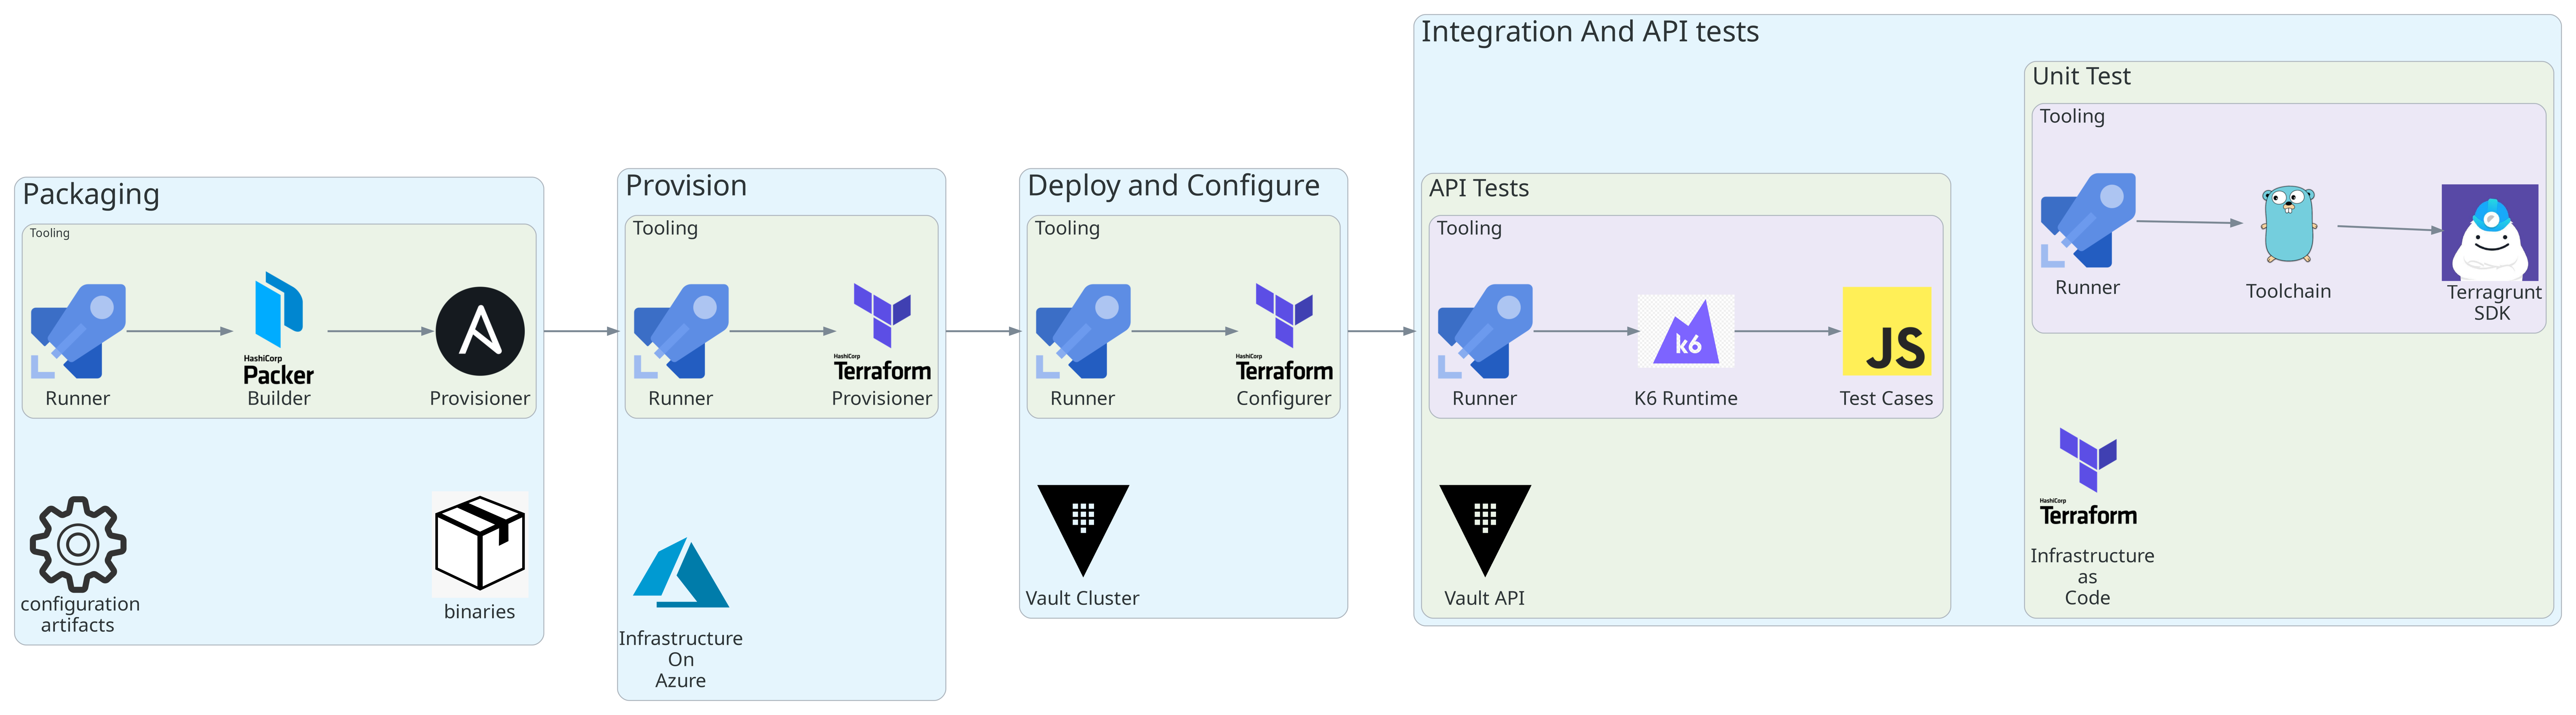 Packaging
Tooling
Runner
HashiCorp
Packer
Builder
Provisioner
configuration
artifacts
binaries
Provision
Tooling
Runner
HashiCorp
Terraform
Provisioner
Infrastructure
On
Azure
Deploy and Configure
Tooling
Runner
HashiCorp
Terraform
Configurer
Vault Cluster
Integration And API tests
API Tests
Tooling
Runner
k6
K6 Runtime
JS
Test Cases
Vault API
Unit Test
Tooling
Runner
Toolchain
Terragrunt
SDK
HashiCorp
Terraform
Infrastructure
as
Code